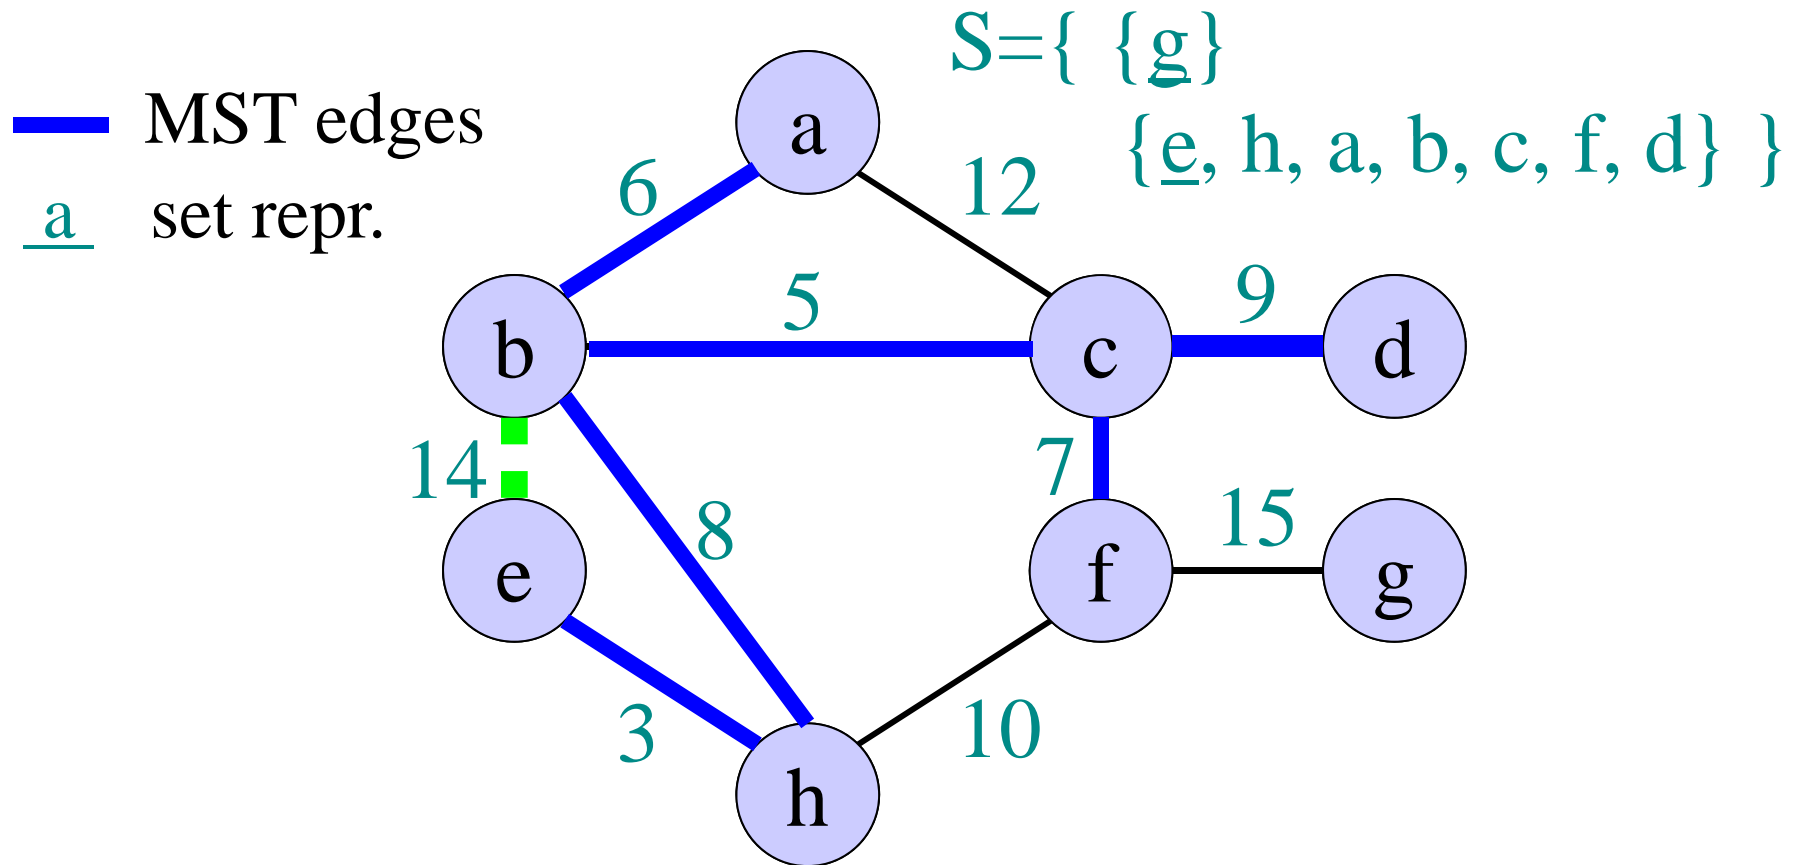 S={ {g}
MST edges
{e, h, a, b, c, f, d} }
a set repr.
a
6
12
5
9
b
c
d
14
7
8
15
e
f
g
3
10
h